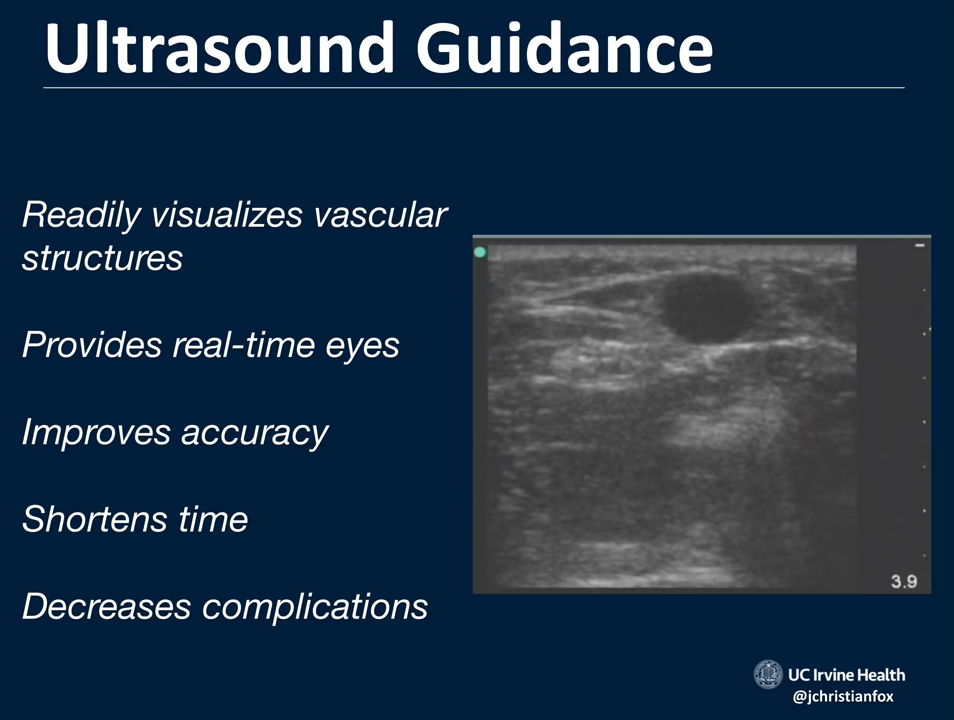 Ultrasound Guidance
Readily visualizes vascular
structures
Provides real-time eyes
Improves accuracy
Shortens time
Decreases complications
3.9
UC Irvine Health
@jchristianfox